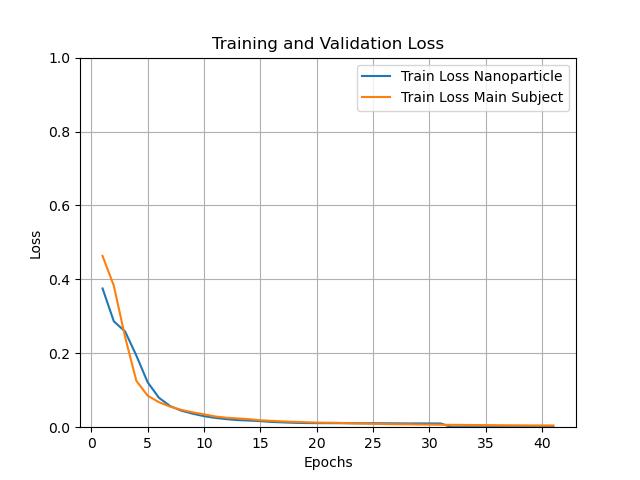 Training and Validation Loss
Train Loss Nanoparticle
Train Loss Main Subject
1.0
0.8
0.6
0.4
0.2
0.0
Loss
0 5 10 15 20 25 30 35 40
Epochs